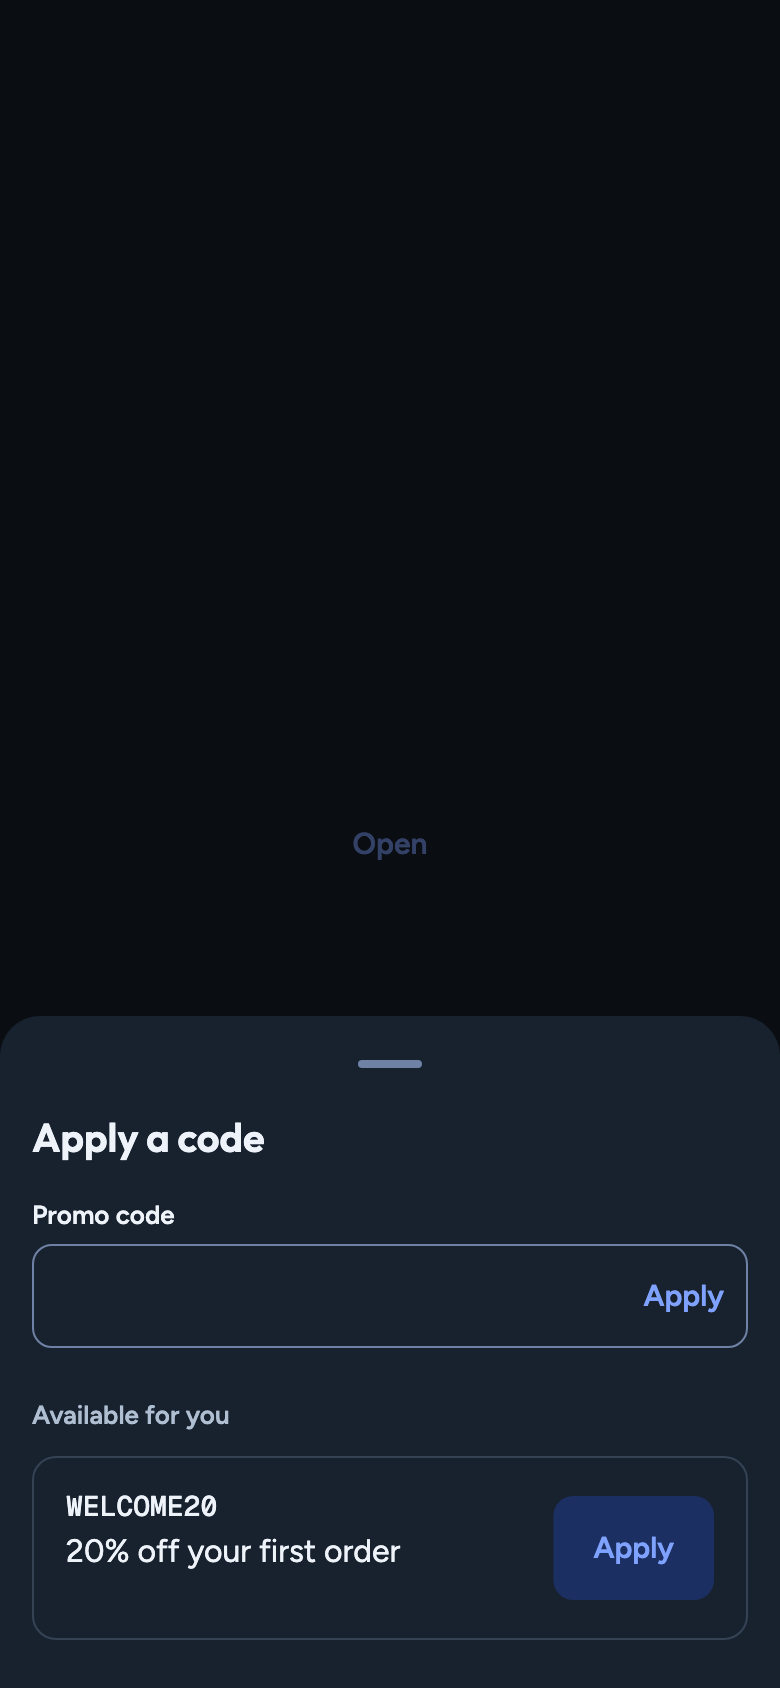 Open
Apply a code
Promo code
Apply
Available for you
WELCOME20
20% off your first order
Apply